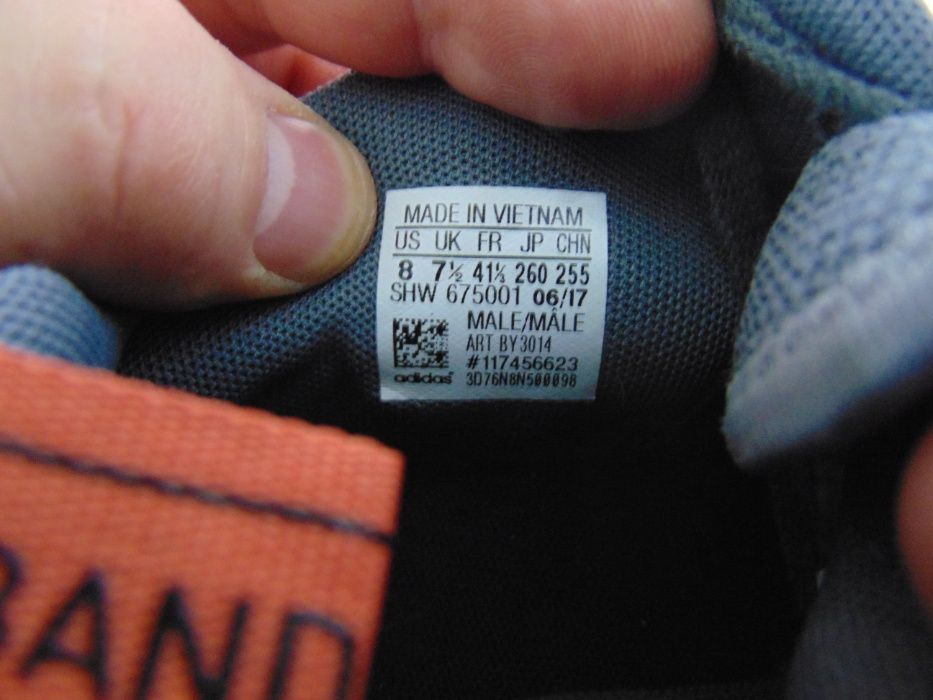 MADE IN VIETNAM
US UK FR JP CHN
8 7½ 41⅓ 260 255
SHW 675001 06/17
MALE/MÂLE
ART BY3014
#117456623
adidas 3D76N8N500098
BAND